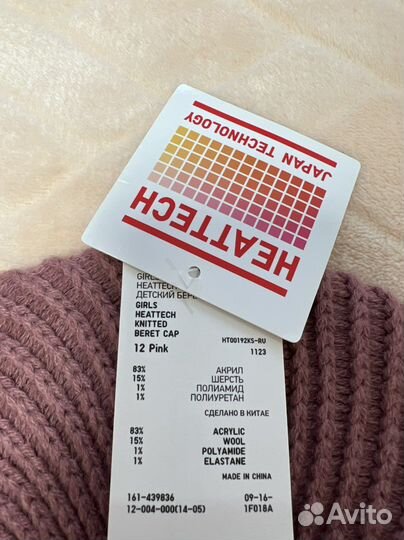 HEATTECH
JAPAN TECHNOLOGY
HEATTECH
ДЕТСКИЙ
GIRLS
HEATTECH
KNITTED
BERET CAP
12 Pink
HT00192KS-RU
1123
83% АКРИЛ
15% ШЕРСТЬ
1% ПОЛИАМИД
1% ПОЛИУРЕТАН
СДЕЛАНО В КИТАЕ
83% ACRYLIC
15% WOOL
1% POLYAMIDE
1% ELASTANE
MADE IN CHINA
161-439836 09-16-
12-004-000(14-05) 1F018A
Avito